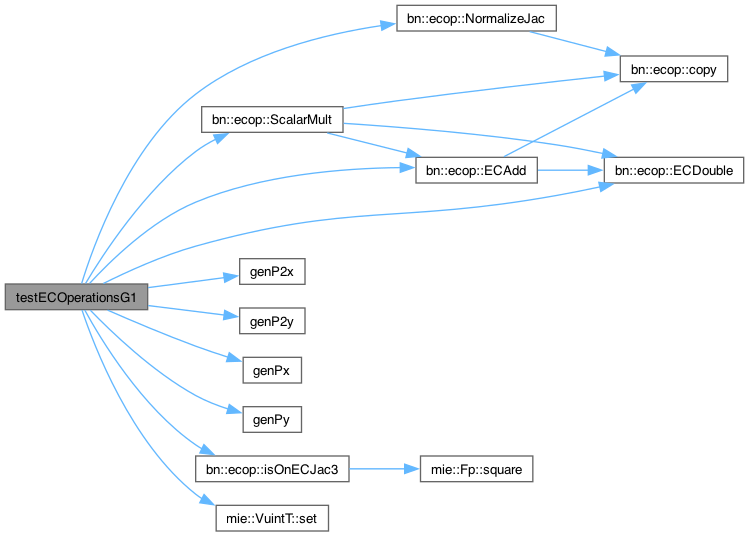 bn::ecop::NormalizeJac
bn::ecop::copy
bn::ecop::ScalarMult
bn::ecop::ECAdd
bn::ecop::ECDouble
genP2x
testECOperationsG1
genP2y
genPx
genPy
bn::ecop::isOnECJac3
mie::Fp::square
mie::VuintT::set